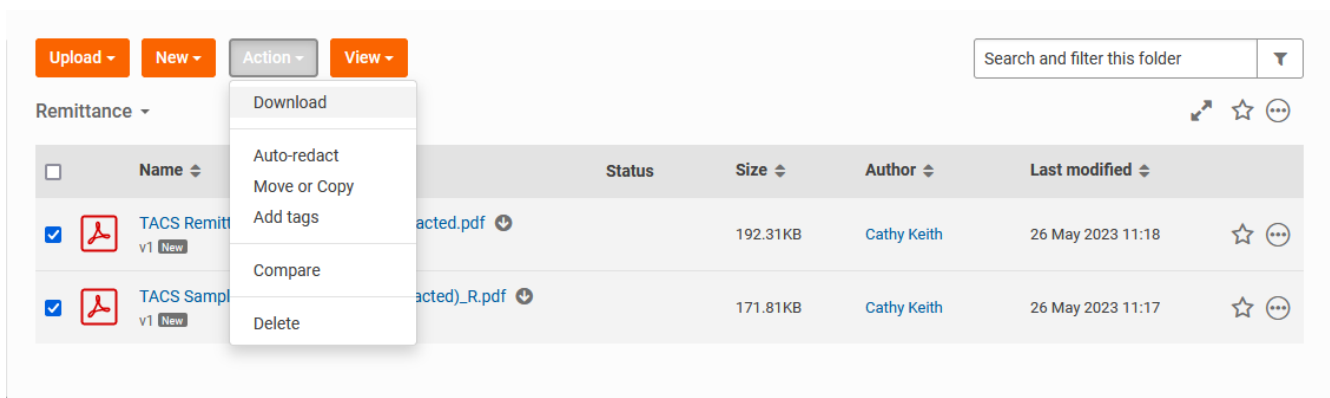 Upload New Action View Search and filter this folder
Remittance
Download
Auto-redact
Move or Copy
Add tags
Compare
Delete
Name Status Size Author Last modified
TACS Remitt acted.pdf
v1 New 192.31KB Cathy Keith 26 May 2023 11:18
TACS Sampl acted)_R.pdf
v1 New 171.81KB Cathy Keith 26 May 2023 11:17